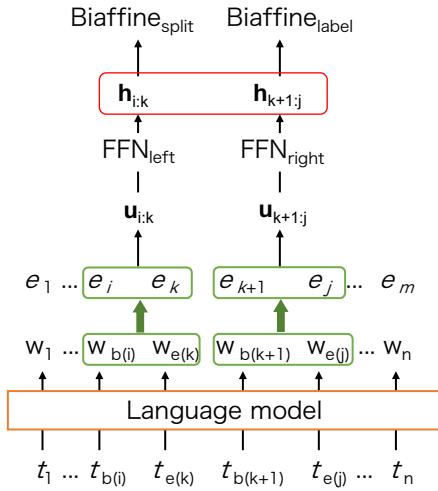 Biaffine_split Biaffine_label
h_i:k h_k+1:j
FFN_left FFN_right
u_i:k u_k+1:j
e_1 ... e_i e_k e_k+1 e_j ... e_m
w_1 ... w_b(i) w_e(k) w_b(k+1) w_e(j) ... w_n
Language model
t_1 ... t_b(i) t_e(k) t_b(k+1) t_e(j) ... t_n